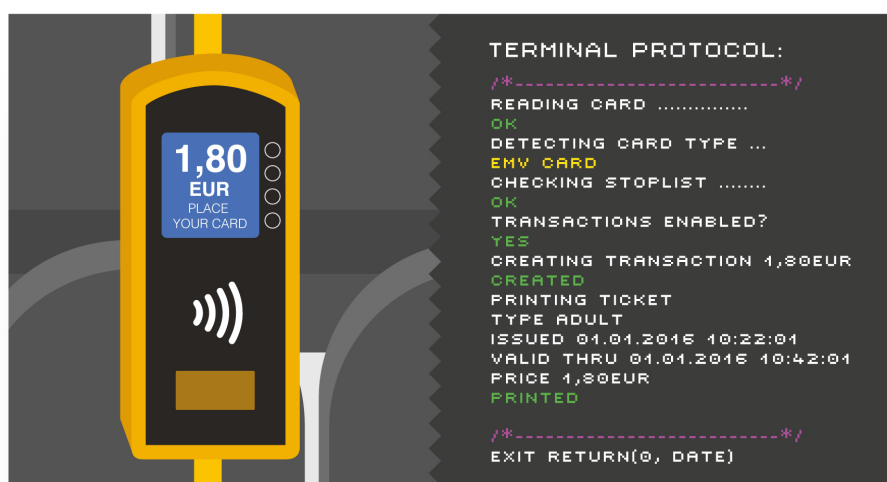 1,80
EUR
PLACE
YOUR CARD
TERMINAL PROTOCOL:
/*--------------------------*/
READING CARD ...............
OK
DETECTING CARD TYPE ...
EMV CARD
CHECKING STOPLIST ........
OK
TRANSACTIONS ENABLED?
YES
CREATING TRANSACTION 1,80EUR
CREATED
PRINTING TICKET
TYPE ADULT
ISSUED 01.01.2016 10:22:01
VALID THRU 01.01.2016 10:42:01
PRICE 1,80EUR
PRINTED
/*--------------------------*/
EXIT RETURN(0, DATE)